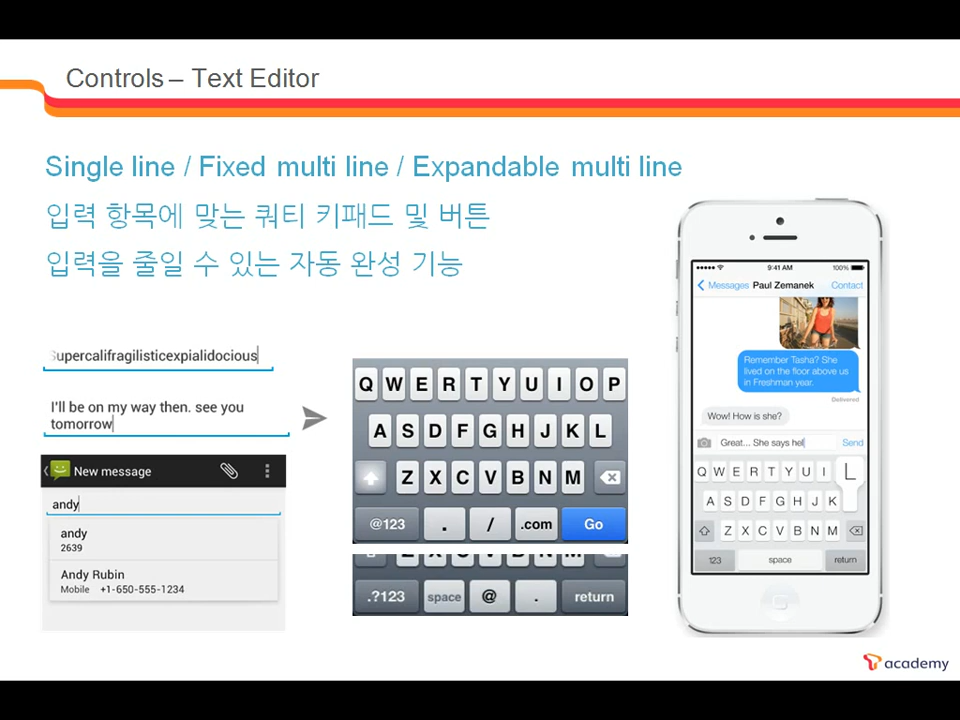 Controls – Text Editor
Single line / Fixed multi line / Expandable multi line
입력 항목에 맞는 쿼티 키패드 및 버튼
입력을 줄일 수 있는 자동 완성 기능
Supercalifragilisticexpialidocious
I'll be on my way then. see you
tomorrow
New message
andy
andy
2639
Andy Rubin
Mobile +1-650-555-1234
Q W E R T Y U I O P
A S D F G H J K L
Z X C V B N M
@123 . / .com Go
Z X C V B N M
.?123 space @ . return
9:41 AM 100%
Messages Paul Zemanek Contact
Remember Tasha? She
lived on the floor above us
in Freshman year.
Delivered
Wow! How is she?
Great... She says hel Send
Q W E R T Y U I L
A S D F G H J K
Z X C V B N M
123 space return
T academy